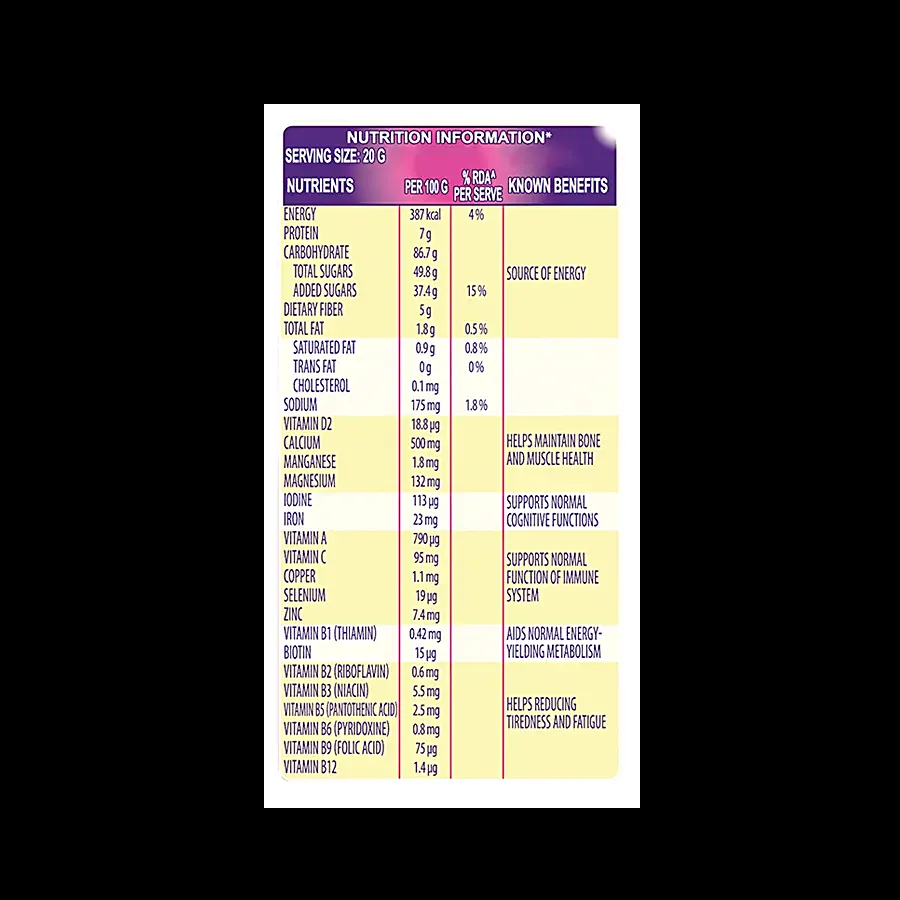 NUTRITION INFORMATION*
SERVING SIZE: 20 G
NUTRIENTS PER 100 G % RDA^ PER SERVE KNOWN BENEFITS
ENERGY 387 kcal 4%
PROTEIN 7 g
CARBOHYDRATE 86.7 g
TOTAL SUGARS 49.8 g SOURCE OF ENERGY
ADDED SUGARS 37.4 g 15%
DIETARY FIBER 5 g
TOTAL FAT 1.8 g 0.5%
SATURATED FAT 0.9 g 0.8%
TRANS FAT 0 g 0%
CHOLESTEROL 0.1 mg
SODIUM 175 mg 1.8%
VITAMIN D2 18.8 µg
CALCIUM 500 mg HELPS MAINTAIN BONE
MANGANESE 1.8 mg AND MUSCLE HEALTH
MAGNESIUM 132 mg
IODINE 113 µg SUPPORTS NORMAL
IRON 23 mg COGNITIVE FUNCTIONS
VITAMIN A 790 µg
VITAMIN C 95 mg SUPPORTS NORMAL
COPPER 1.1 mg FUNCTION OF IMMUNE
SELENIUM 19 µg SYSTEM
ZINC 7.4 mg
VITAMIN B1 (THIAMIN) 0.42 mg AIDS NORMAL ENERGY-
BIOTIN 15 µg YIELDING METABOLISM
VITAMIN B2 (RIBOFLAVIN) 0.6 mg
VITAMIN B3 (NIACIN) 5.5 mg
VITAMIN B5 (PANTOTHENIC ACID) 2.5 mg HELPS REDUCING
VITAMIN B6 (PYRIDOXINE) 0.8 mg TIREDNESS AND FATIGUE
VITAMIN B9 (FOLIC ACID) 75 µg
VITAMIN B12 1.4 µg